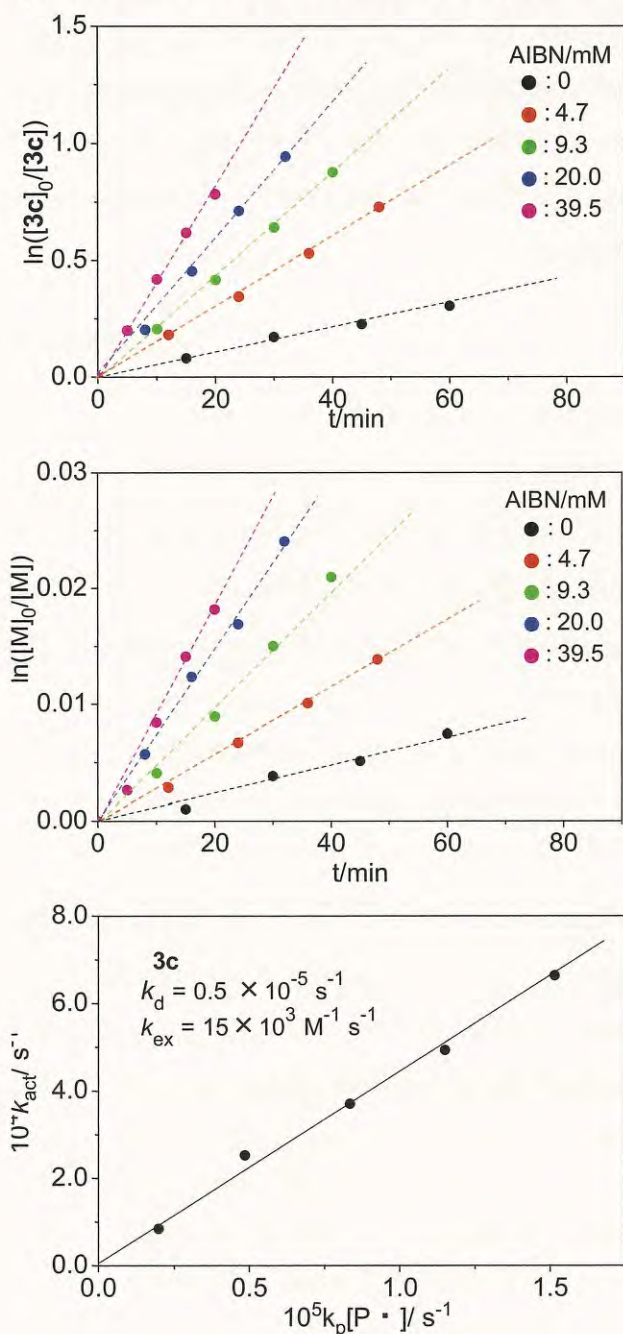 1.5
1.0
0.5
0.0
ln([3c]0/[3c])
AIBN/mM
: 0
: 4.7
: 9.3
: 20.0
: 39.5
0 20 40 60 80
t/min
0.03
0.02
0.01
0.00
ln([M]0/[M])
AIBN/mM
: 0
: 4.7
: 9.3
: 20.0
: 39.5
0 20 40 60 80
t/min
8.0
6.0
4.0
2.0
0.0
10⁴kact/ s⁻¹
3c
kd = 0.5 × 10⁻⁵ s⁻¹
kex = 15 × 10³ M⁻¹ s⁻¹
0.0 0.5 1.0 1.5
10⁵kp[P・]/ s⁻¹